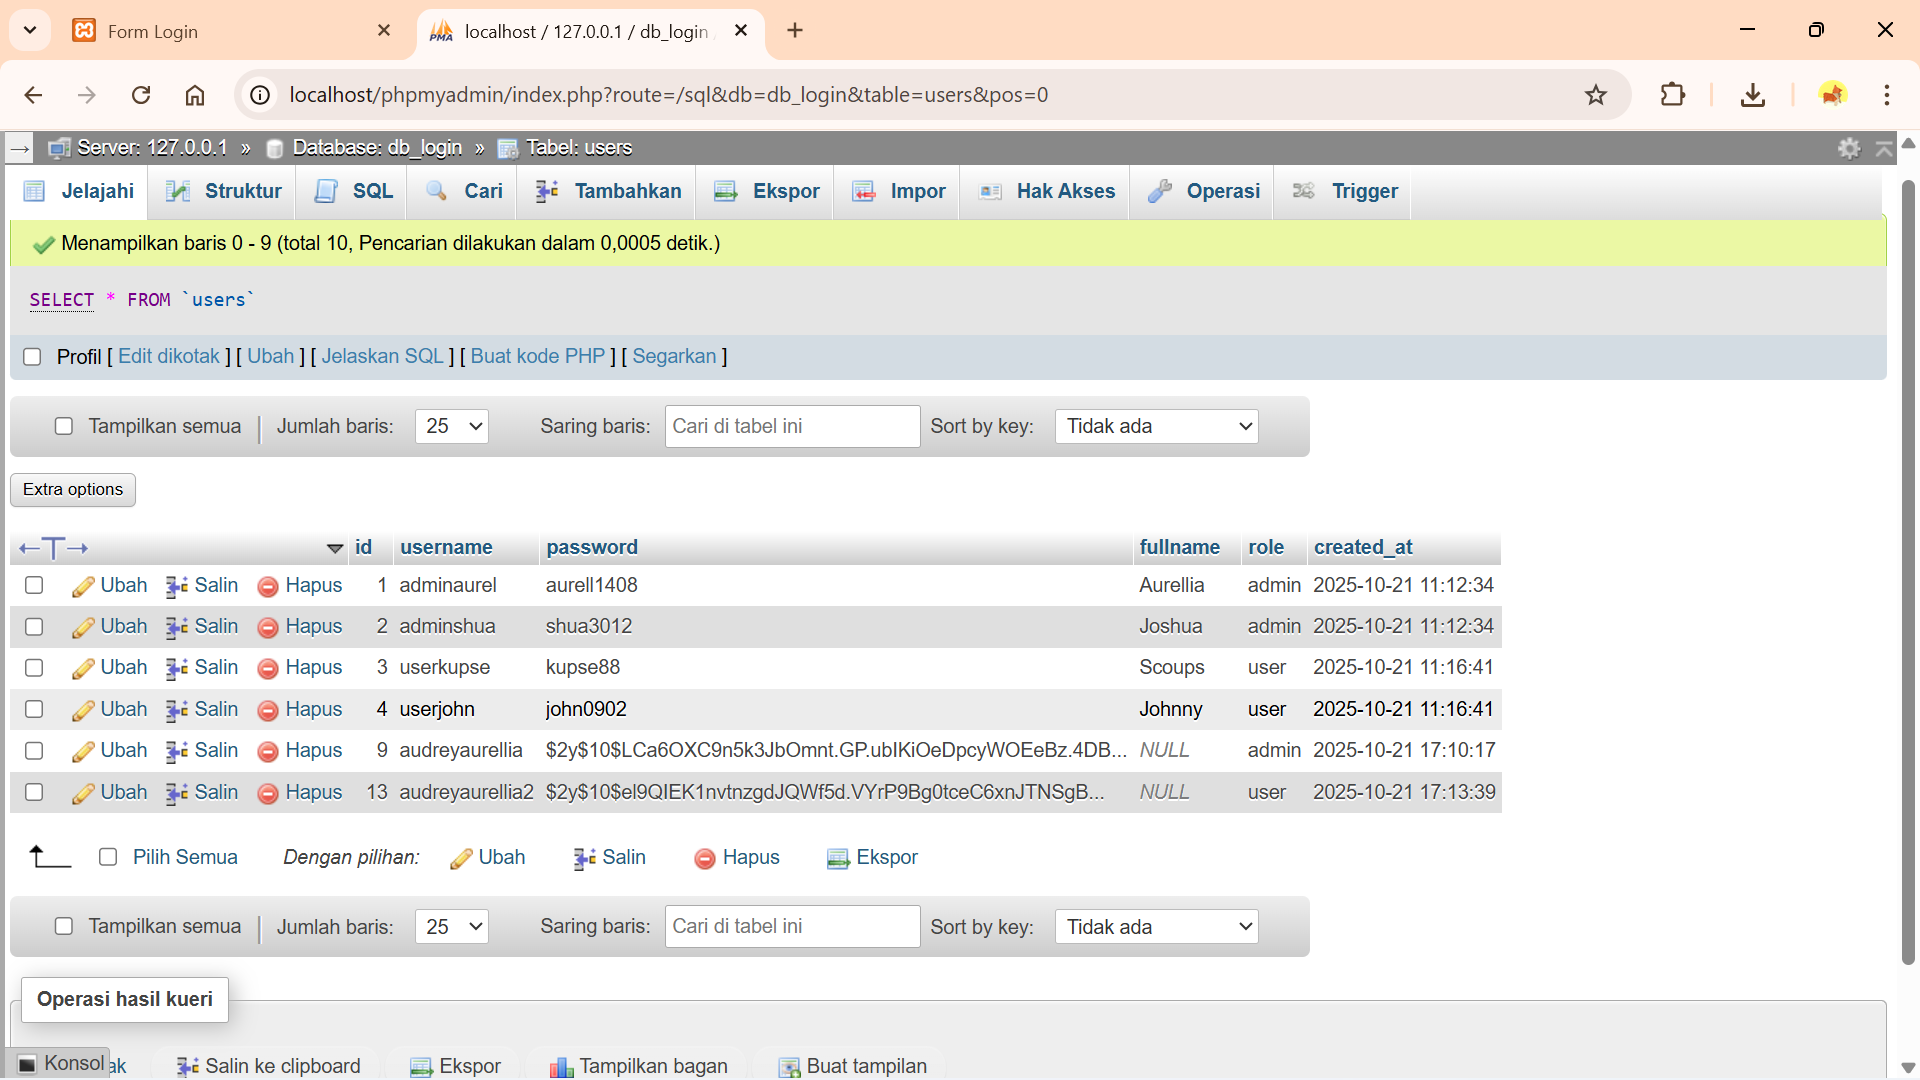 Form Login
localhost / 127.0.0.1 / db_login
localhost/phpmyadmin/index.php?route=/sql&db=db_login&table=users&pos=0
Server: 127.0.0.1 » Database: db_login » Tabel: users
Jelajahi Struktur SQL Cari Tambahkan Ekspor Impor Hak Akses Operasi Trigger
Menampilkan baris 0 - 9 (total 10, Pencarian dilakukan dalam 0,0005 detik.)
SELECT * FROM `users`
Profil [ Edit dikotak ] [ Ubah ] [ Jelaskan SQL ] [ Buat kode PHP ] [ Segarkan ]
Tampilkan semua | Jumlah baris: 25 Saring baris: Cari di tabel ini Sort by key: Tidak ada
Extra options
←T→ id username password fullname role created_at
Ubah Salin Hapus 1 adminaurel aurell1408 Aurellia admin 2025-10-21 11:12:34
Ubah Salin Hapus 2 adminshua shua3012 Joshua admin 2025-10-21 11:12:34
Ubah Salin Hapus 3 userkupse kupse88 Scoups user 2025-10-21 11:16:41
Ubah Salin Hapus 4 userjohn john0902 Johnny user 2025-10-21 11:16:41
Ubah Salin Hapus 9 audreyaurellia $2y$10$LCa6OXC9n5k3JbOmnt.GP.ubIKiOeDpcyWOEeBz.4DB... NULL admin 2025-10-21 17:10:17
Ubah Salin Hapus 13 audreyaurellia2 $2y$10$el9QIEK1nvtnzgdJQWf5d.VYrP9Bg0tceC6xnJTNSgB... NULL user 2025-10-21 17:13:39
Pilih Semua Dengan pilihan: Ubah Salin Hapus Ekspor
Tampilkan semua | Jumlah baris: 25 Saring baris: Cari di tabel ini Sort by key: Tidak ada
Operasi hasil kueri
Konsol ak Salin ke clipboard Ekspor Tampilkan bagan Buat tampilan